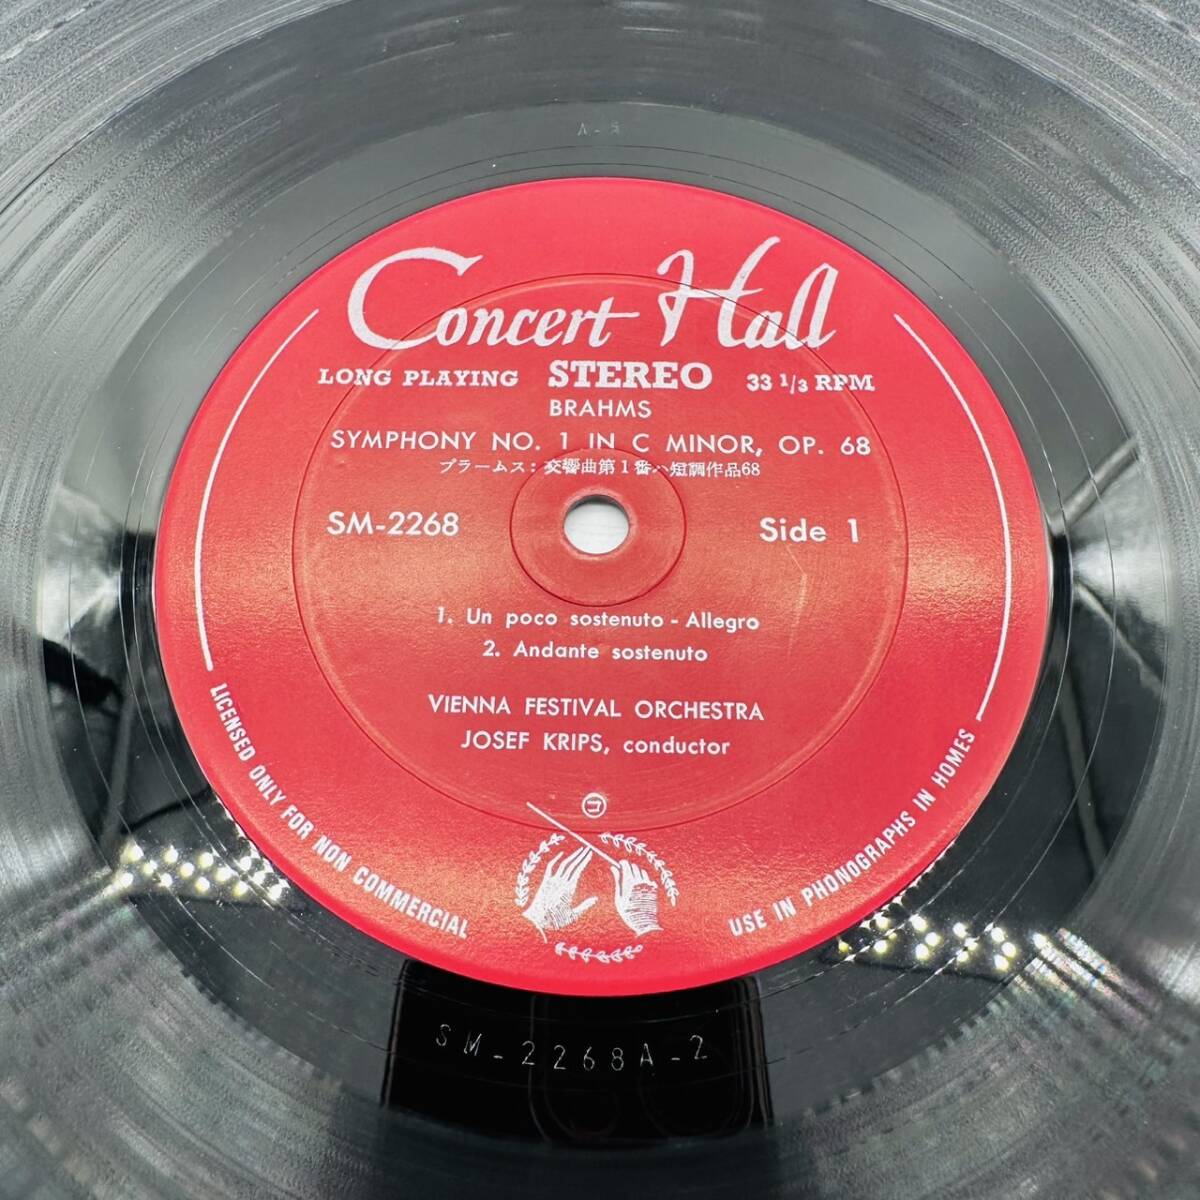 A-5
Concert Hall
LONG PLAYING STEREO 33 1/3 RPM
BRAHMS
SYMPHONY NO. 1 IN C MINOR, OP. 68
ブラームス: 交響曲第1番ハ短調作品68
SM-2268 Side 1
1. Un poco sostenuto - Allegro
2. Andante sostenuto
VIENNA FESTIVAL ORCHESTRA
JOSEF KRIPS, conductor
コ
LICENSED ONLY FOR NON COMMERCIAL USE IN PHONOGRAPHS IN HOMES
SM-2268A-2